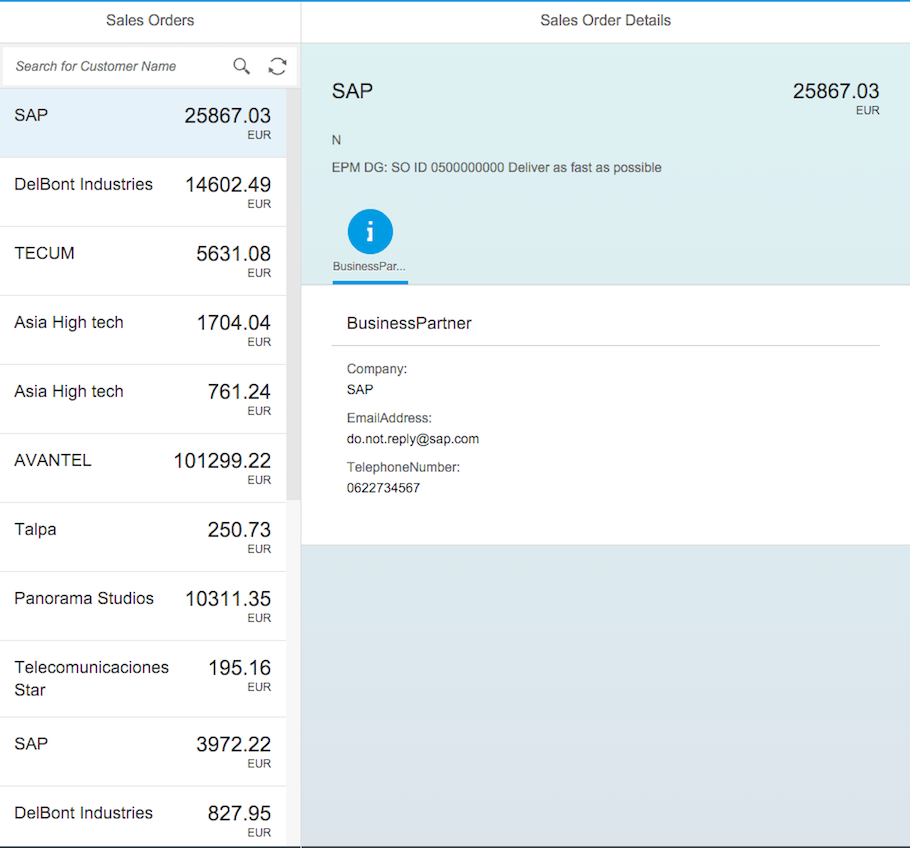 Sales Orders
Search for Customer Name
SAP 25867.03
EUR
DelBont Industries 14602.49
EUR
TECUM 5631.08
EUR
Asia High tech 1704.04
EUR
Asia High tech 761.24
EUR
AVANTEL 101299.22
EUR
Talpa 250.73
EUR
Panorama Studios 10311.35
EUR
Telecomunicaciones 195.16
Star EUR
SAP 3972.22
EUR
DelBont Industries 827.95
EUR
Sales Order Details
SAP 25867.03
EUR
N
EPM DG: SO ID 0500000000 Deliver as fast as possible
i
BusinessPar...
BusinessPartner
Company:
SAP
EmailAddress:
do.not.reply@sap.com
TelephoneNumber:
0622734567